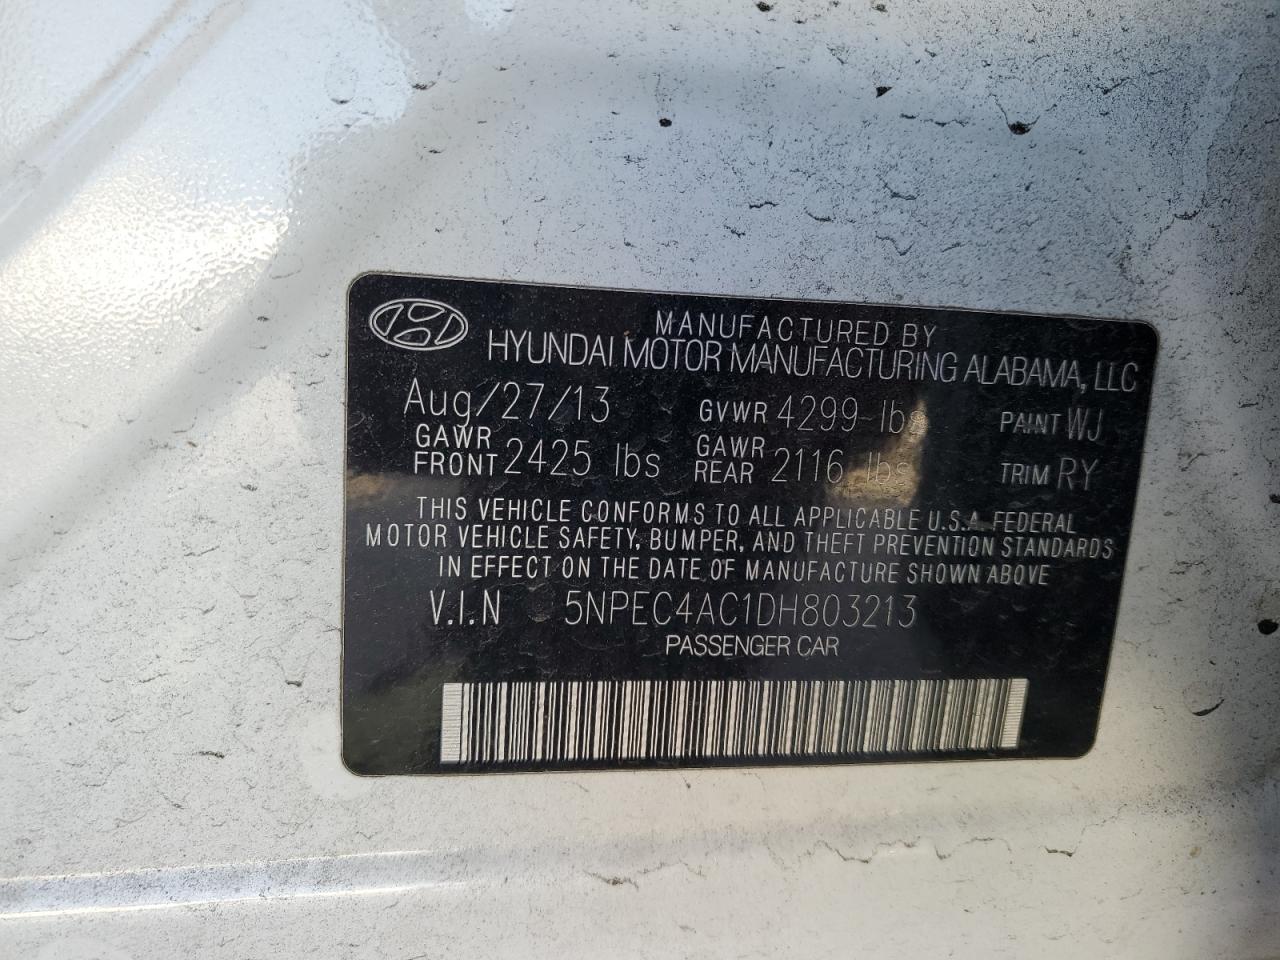 MANUFACTURED BY
HYUNDAI MOTOR MANUFACTURING ALABAMA, LLC
Aug/27/13 GVWR 4299 lbs PAINT WJ
GAWR FRONT 2425 lbs GAWR REAR 2116 lbs TRIM RY
THIS VEHICLE CONFORMS TO ALL APPLICABLE U.S.A. FEDERAL
MOTOR VEHICLE SAFETY, BUMPER, AND THEFT PREVENTION STANDARDS
IN EFFECT ON THE DATE OF MANUFACTURE SHOWN ABOVE
V.I.N 5NPEC4AC1DH803213
PASSENGER CAR